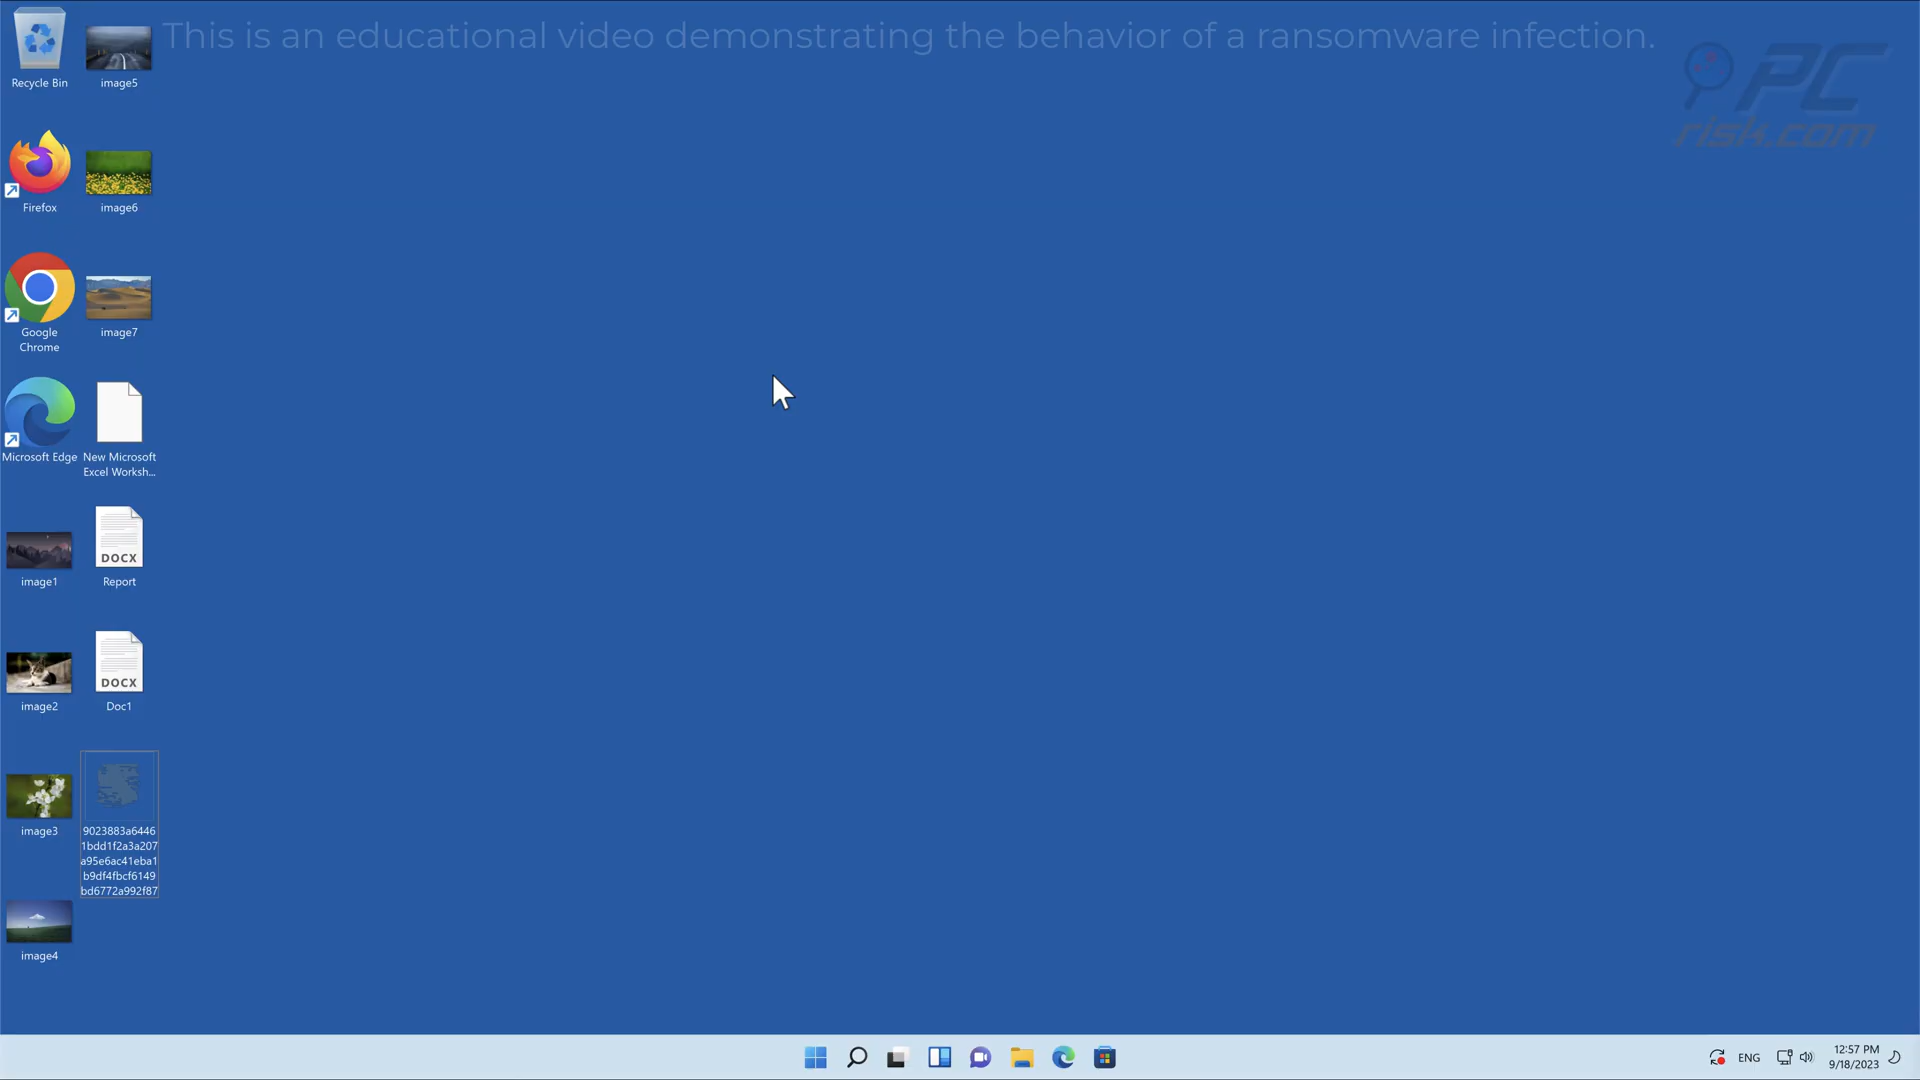 This is an educational video demonstrating the behavior of a ransomware infection.
PC
risk.com
Recycle Bin
image5
Firefox
image6
Google
Chrome
image7
Microsoft Edge
New Microsoft
Excel Worksh...
image1
DOCX
Report
image2
DOCX
Doc1
image3
9023883a6446
1bdd1f2a3a207
a95e6ac41eba1
b9df4fbcf6149
bd6772a992f87
image4
ENG
12:57 PM
9/18/2023